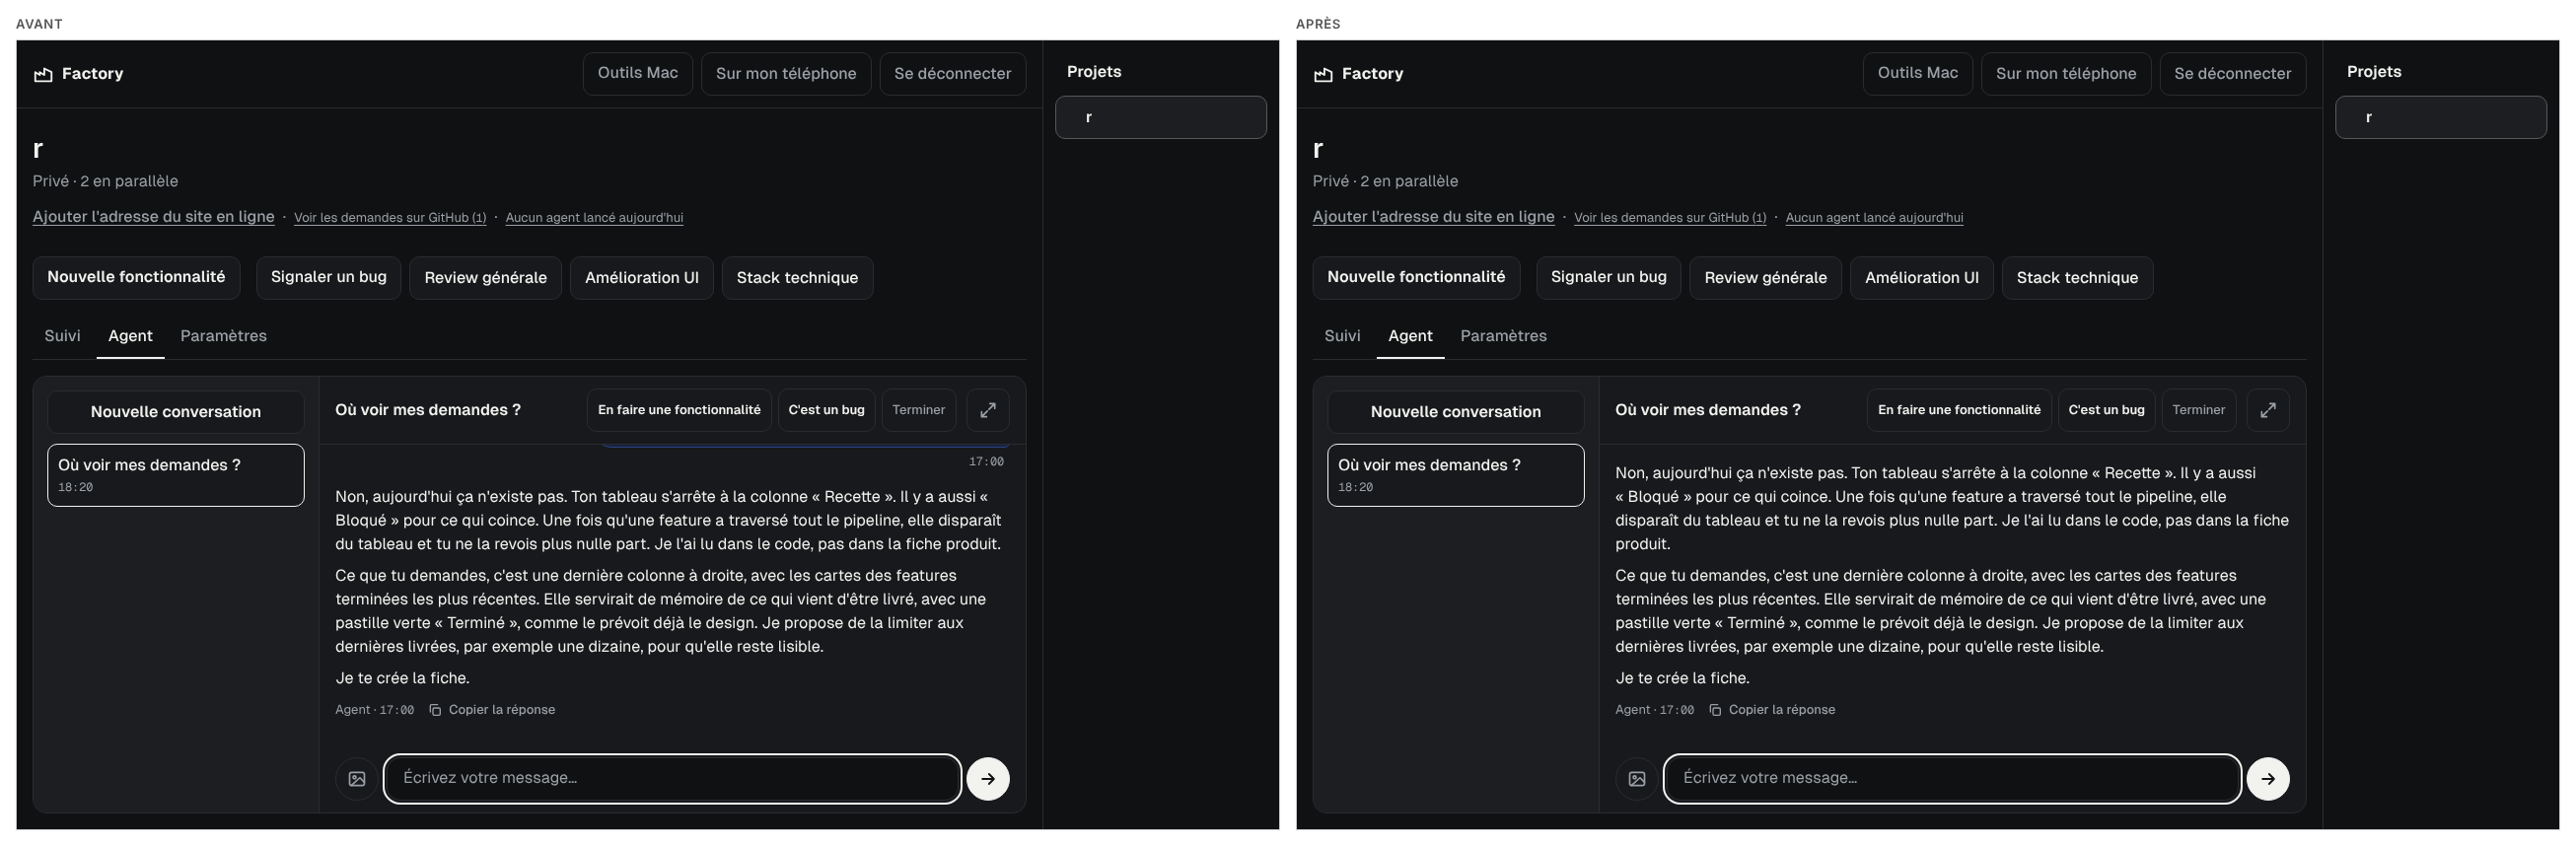 AVANT
Factory
Outils Mac
Sur mon téléphone
Se déconnecter
Projets
r
r
Privé · 2 en parallèle
Ajouter l'adresse du site en ligne · Voir les demandes sur GitHub (1) · Aucun agent lancé aujourd'hui
Nouvelle fonctionnalité
Signaler un bug
Review générale
Amélioration UI
Stack technique
Suivi
Agent
Paramètres
Nouvelle conversation
Où voir mes demandes ?
18:20
Où voir mes demandes ?
En faire une fonctionnalité
C'est un bug
Terminer
17:00
Non, aujourd'hui ça n'existe pas. Ton tableau s'arrête à la colonne « Recette ». Il y a aussi «
Bloqué » pour ce qui coince. Une fois qu'une feature a traversé tout le pipeline, elle disparaît
du tableau et tu ne la revois plus nulle part. Je l'ai lu dans le code, pas dans la fiche produit.
Ce que tu demandes, c'est une dernière colonne à droite, avec les cartes des features
terminées les plus récentes. Elle servirait de mémoire de ce qui vient d'être livré, avec une
pastille verte « Terminé », comme le prévoit déjà le design. Je propose de la limiter aux
dernières livrées, par exemple une dizaine, pour qu'elle reste lisible.
Je te crée la fiche.
Agent · 17:00
Copier la réponse
Écrivez votre message…
APRÈS
Factory
Outils Mac
Sur mon téléphone
Se déconnecter
Projets
r
r
Privé · 2 en parallèle
Ajouter l'adresse du site en ligne · Voir les demandes sur GitHub (1) · Aucun agent lancé aujourd'hui
Nouvelle fonctionnalité
Signaler un bug
Review générale
Amélioration UI
Stack technique
Suivi
Agent
Paramètres
Nouvelle conversation
Où voir mes demandes ?
18:20
Où voir mes demandes ?
En faire une fonctionnalité
C'est un bug
Terminer
Non, aujourd'hui ça n'existe pas. Ton tableau s'arrête à la colonne « Recette ». Il y a aussi
« Bloqué » pour ce qui coince. Une fois qu'une feature a traversé tout le pipeline, elle
disparaît du tableau et tu ne la revois plus nulle part. Je l'ai lu dans le code, pas dans la fiche
produit.
Ce que tu demandes, c'est une dernière colonne à droite, avec les cartes des features
terminées les plus récentes. Elle servirait de mémoire de ce qui vient d'être livré, avec une
pastille verte « Terminé », comme le prévoit déjà le design. Je propose de la limiter aux
dernières livrées, par exemple une dizaine, pour qu'elle reste lisible.
Je te crée la fiche.
Agent · 17:00
Copier la réponse
Écrivez votre message…